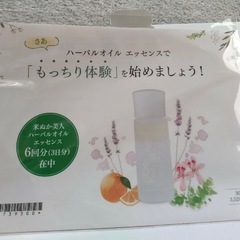 さあ
ハーバルオイル エッセンスで
「もっちり体験」を始めましょう!
米ぬか美人
ハーバルオイル
エッセンス
6回分(3日分)
在中